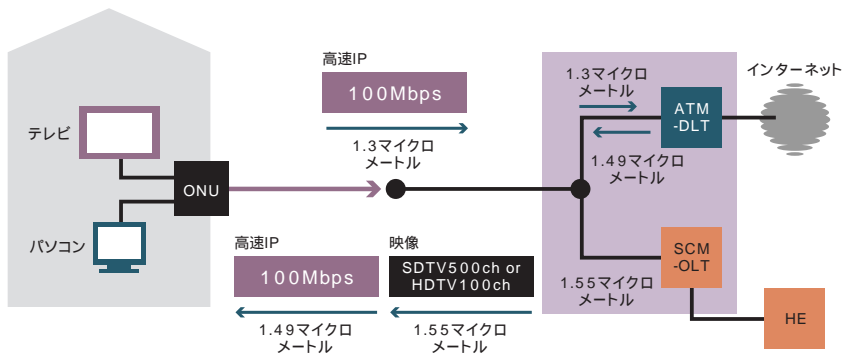 高速IP
100Mbps
1.3マイクロ
メートル
テレビ
パソコン
ONU
高速IP
100Mbps
1.49マイクロ
メートル
映像
SDTV500ch or
HDTV100ch
1.55マイクロ
メートル
1.3マイクロ
メートル
ATM
-DLT
1.49マイクロ
メートル
インターネット
SCM
-OLT
1.55マイクロ
メートル
HE